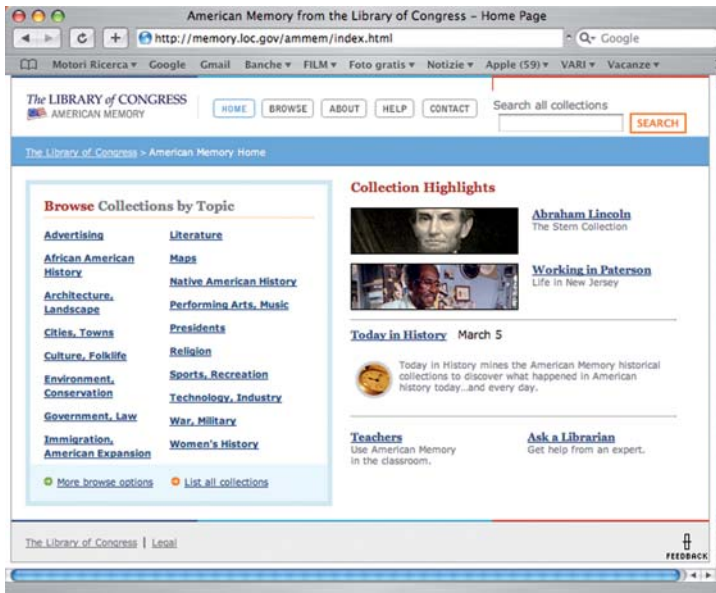 American Memory from the Library of Congress – Home Page
http://memory.loc.gov/ammem/index.html
Google
Motori Ricerca Google Gmail Banche FILM Foto gratis Notizie Apple (59) VARI Vacanze
The LIBRARY of CONGRESS
AMERICAN MEMORY
HOME BROWSE ABOUT HELP CONTACT
Search all collections
SEARCH
The Library of Congress > American Memory Home
Browse Collections by Topic
Advertising
African American
History
Architecture,
Landscape
Cities, Towns
Culture, Folklife
Environment,
Conservation
Government, Law
Immigration,
American Expansion
Literature
Maps
Native American History
Performing Arts, Music
Presidents
Religion
Sports, Recreation
Technology, Industry
War, Military
Women's History
More browse options List all collections
Collection Highlights
Abraham Lincoln
The Stern Collection
Working in Paterson
Life in New Jersey
Today in History March 5
Today in History mines the American Memory historical
collections to discover what happened in American
history today...and every day.
Teachers
Use American Memory
in the classroom.
Ask a Librarian
Get help from an expert.
The Library of Congress | Legal
FEEDBACK